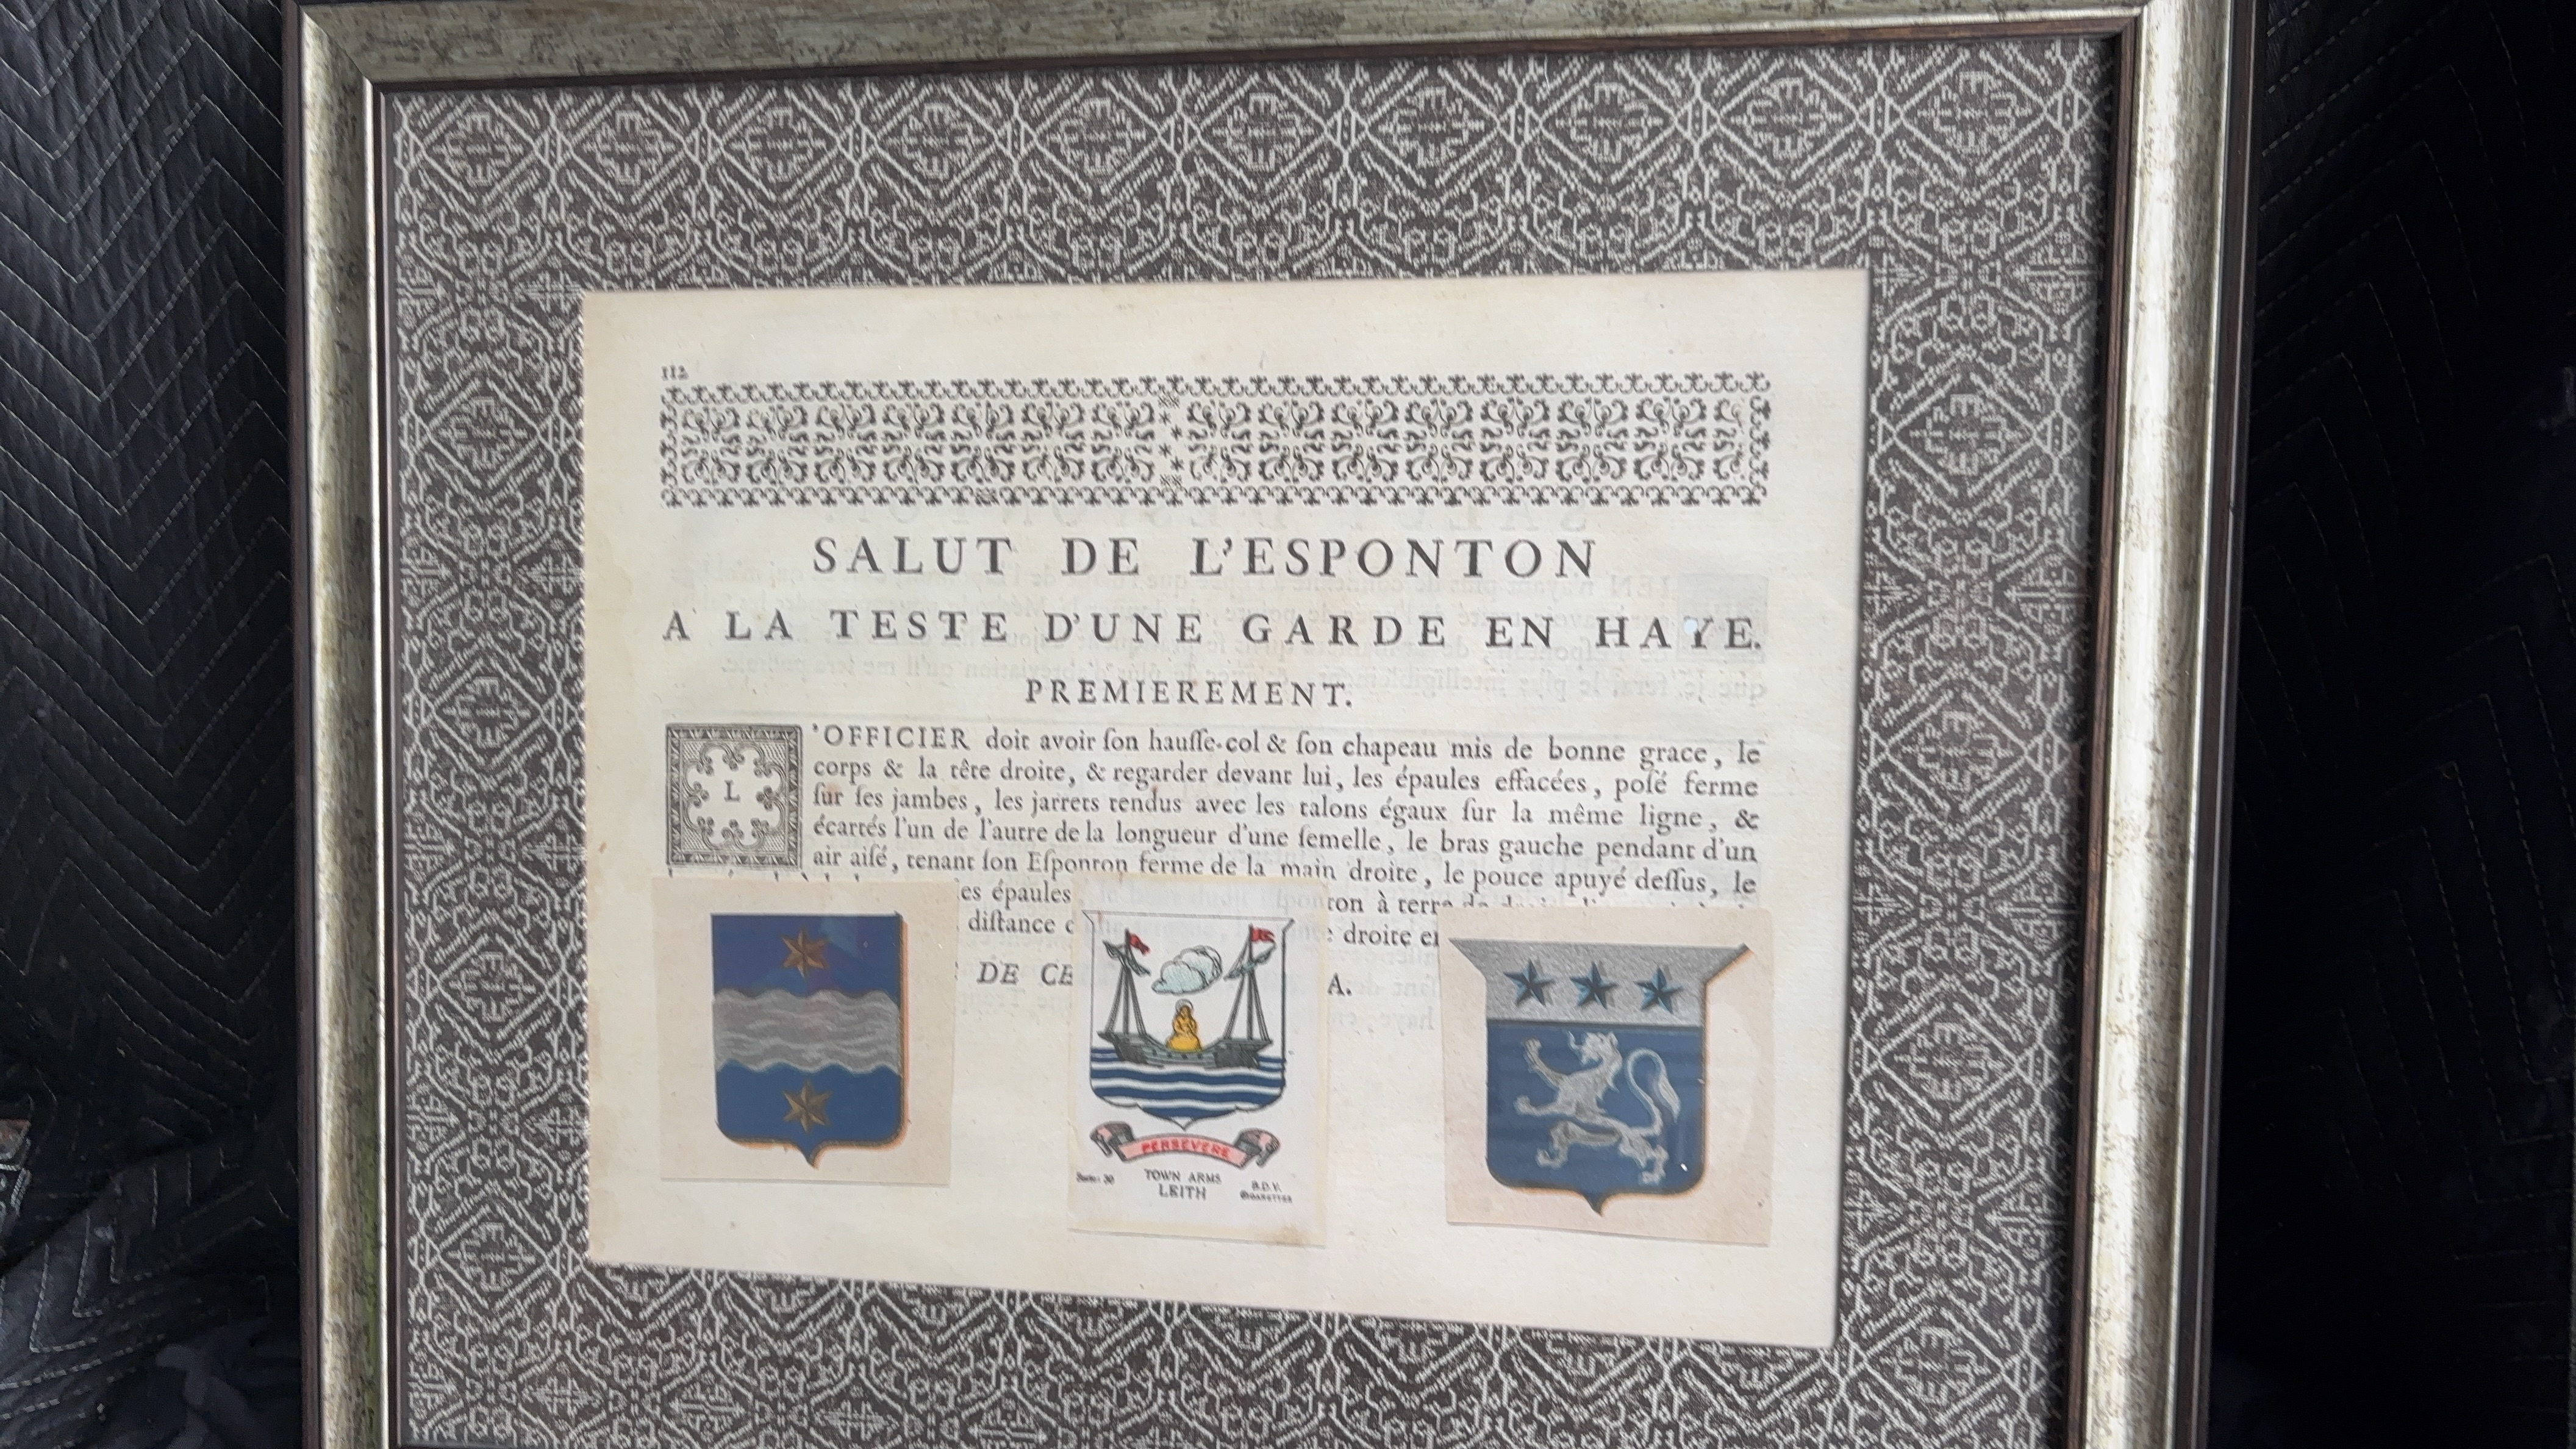 112
SALUT DE L'ESPONTON
A LA TESTE D'UNE GARDE EN HAYE.
PREMIEREMENT.
L'OFFICIER doit avoir ſon hauſſe-col & ſon chapeau mis de bonne grace, le
corps & la tête droite, & regarder devant lui, les épaules effacées, poſé ferme
ſur ſes jambes, les jarrets tendus avec les talons égaux ſur la même ligne, &
écartés l'un de l'autre de la longueur d'une ſemelle, le bras gauche pendant d'un
air aiſé, tenant ſon Eſponton ferme de la main droite, le pouce apuyé deſſus, le
es épaules ton à terre
diſtance droite
DE CE A.
PERSEVERE
TOWN ARMS
LEITH
B.D.V.
CIGARETTES